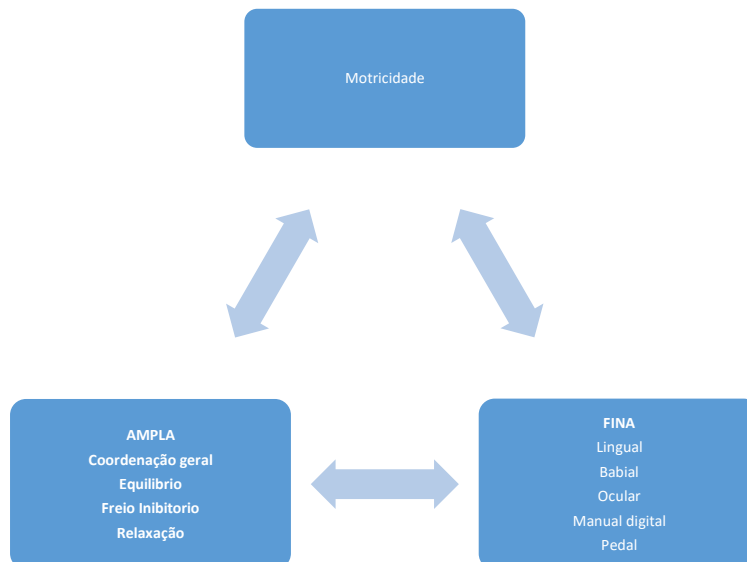 Motricidade
AMPLA
Coordenação geral
Equilibrio
Freio Inibitorio
Relaxação
FINA
Lingual
Babial
Ocular
Manual digital
Pedal